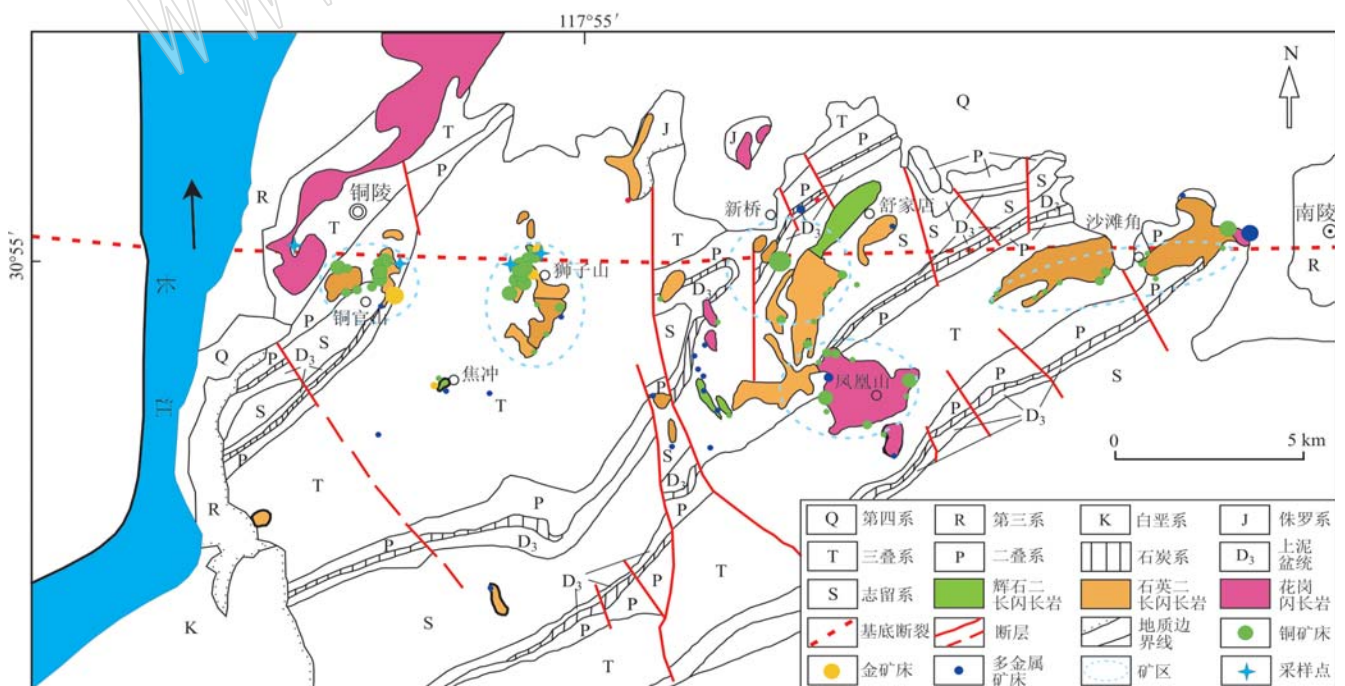 117°55′
30°55′
N
Q
T
J
J
T
P
P
P
R
铜陵
T
P
新桥
舒家店
S
D₃
沙滩角
南陵
R
长江
狮子山
铜官山
焦冲
凤凰山
Q
P
D₃
S
P
T
T
R
K
P
D₃
S
T
S
0
5 km
Q 第四系
R 第三系
K 白垩系
J 侏罗系
T 三叠系
P 二叠系
石炭系
D₃ 上泥盆统
S 志留系
辉石二长闪长岩
石英二长闪长岩
花岗闪长岩
基底断裂
断层
地质边界线
铜矿床
金矿床
多金属矿床
矿区
采样点